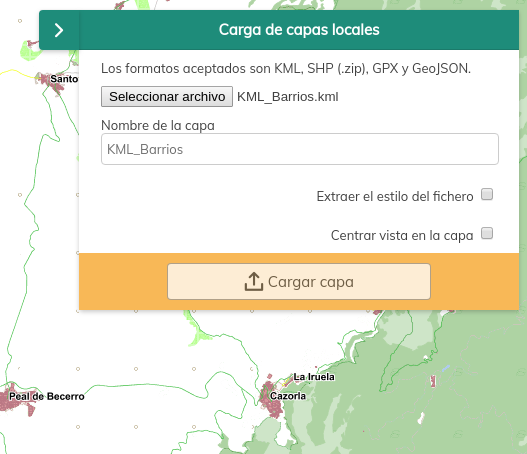 Carga de capas locales
Los formatos aceptados son KML, SHP (.zip), GPX y GeoJSON.
Seleccionar archivo KML_Barrios.kml
Nombre de la capa
KML_Barrios
Extraer el estilo del fichero
Centrar vista en la capa
Cargar capa
Santo
La Iruela
Peal de Becerro
Cazorla